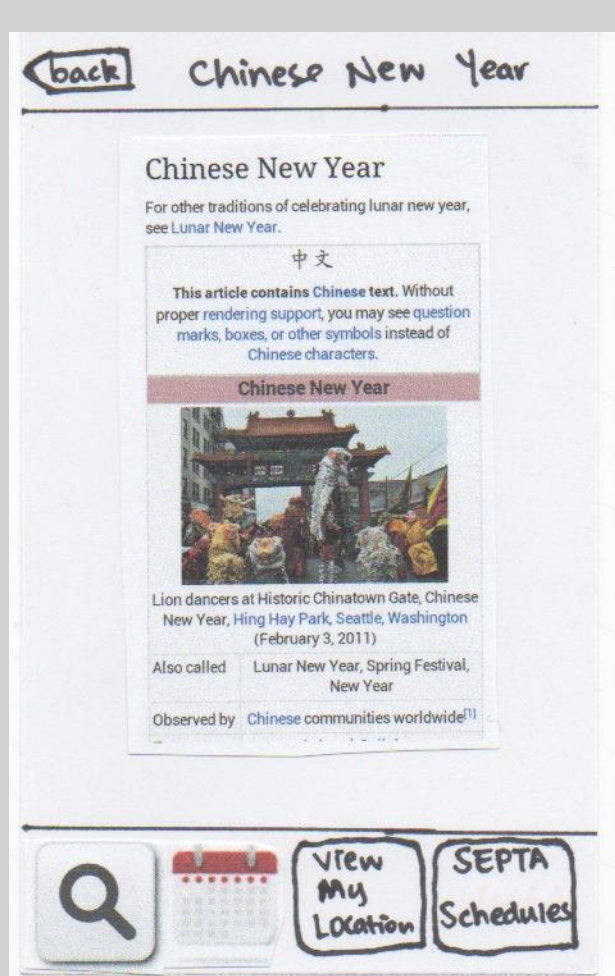 back Chinese New Year
Chinese New Year
For other traditions of celebrating lunar new year,
see Lunar New Year.
中文
This article contains Chinese text. Without
proper rendering support, you may see question
marks, boxes, or other symbols instead of
Chinese characters.
Chinese New Year
Lion dancers at Historic Chinatown Gate, Chinese
New Year, Hing Hay Park, Seattle, Washington
(February 3, 2011)
Also called Lunar New Year, Spring Festival,
New Year
Observed by Chinese communities worldwide[1]
View
My
Location
SEPTA
Schedules